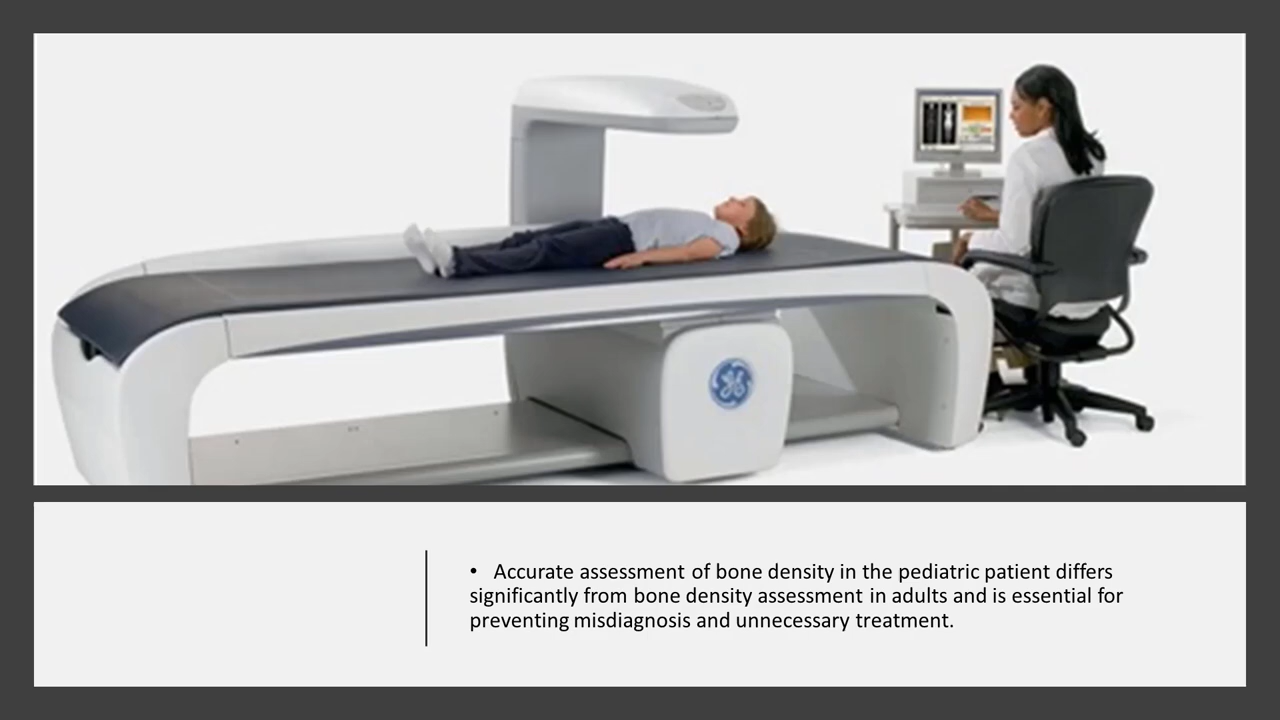 • Accurate assessment of bone density in the pediatric patient differs
significantly from bone density assessment in adults and is essential for
preventing misdiagnosis and unnecessary treatment.